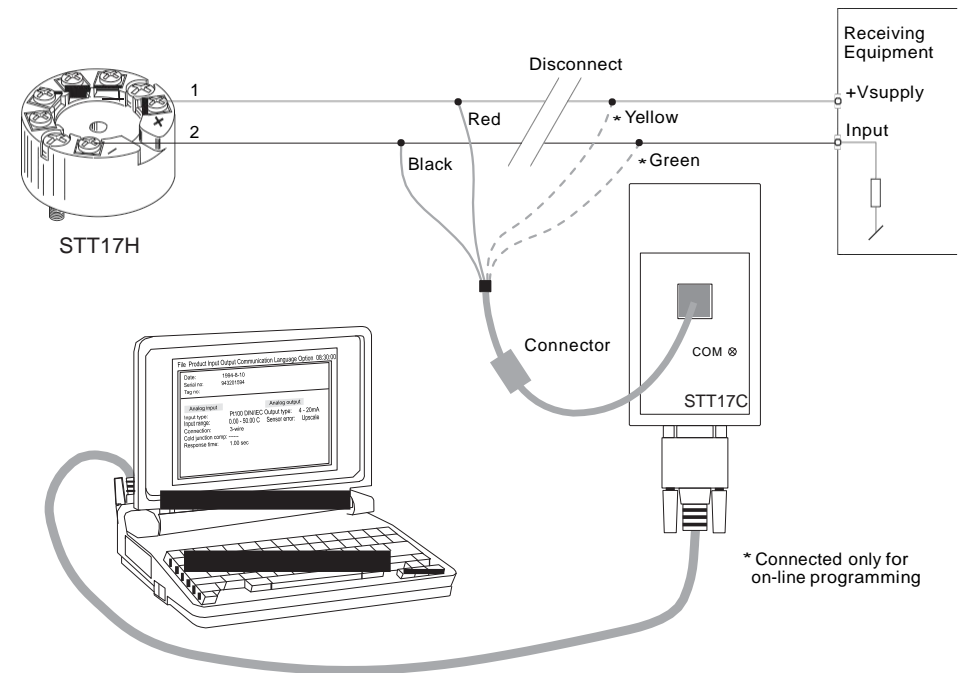 Receiving
Equipment
Disconnect
1
+Vsupply
Red
* Yellow
2
Input
Black
* Green
STT17H
Connector
COM ⊗
STT17C
File Product Input Output Communication Language Option 08:30:00
Date: 1994-8-10
Serial no: 943201594
Tag no:
Analog input Analog output
Input type: Pt100 DIN/IEC Output type: 4 - 20mA
Input range: 0.00 - 50.00 C Sensor error: Upscale
Connection: 3-wire
Cold junction comp: -----
Response time: 1.00 sec
* Connected only for
on-line programming